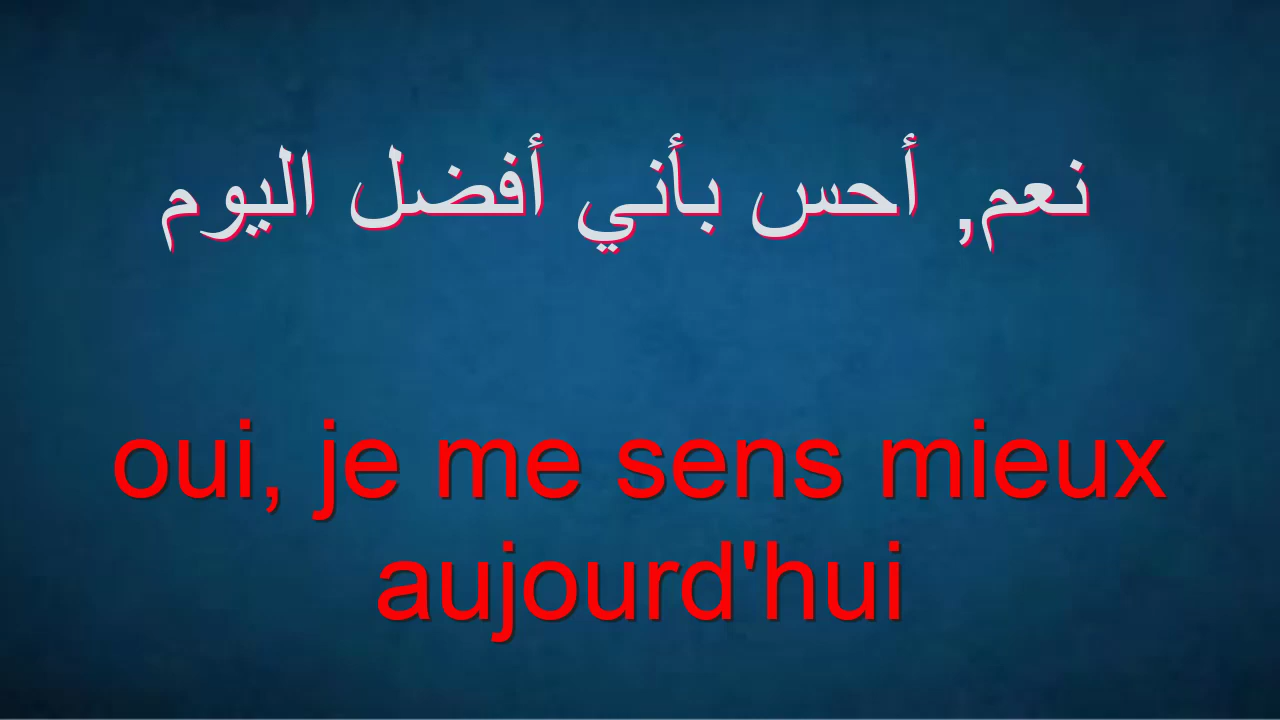 نعم, أحس بأني أفضل اليوم
oui, je me sens mieux
aujourd'hui